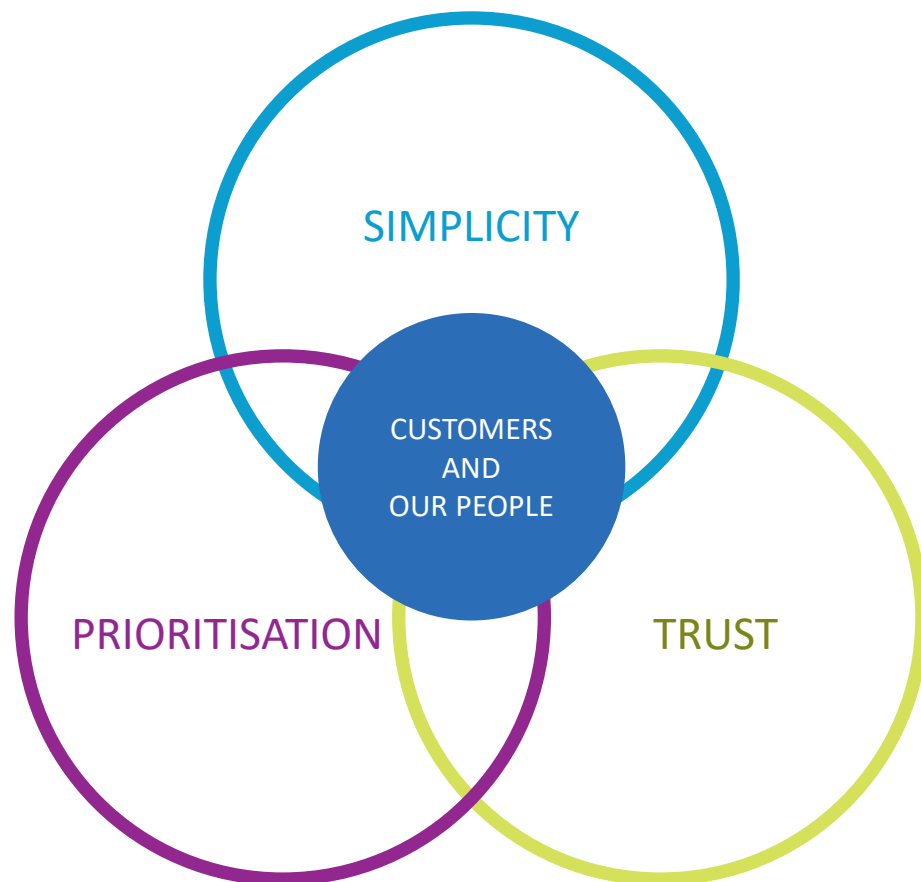 SIMPLICITY
CUSTOMERS
AND
OUR PEOPLE
PRIORITISATION
TRUST